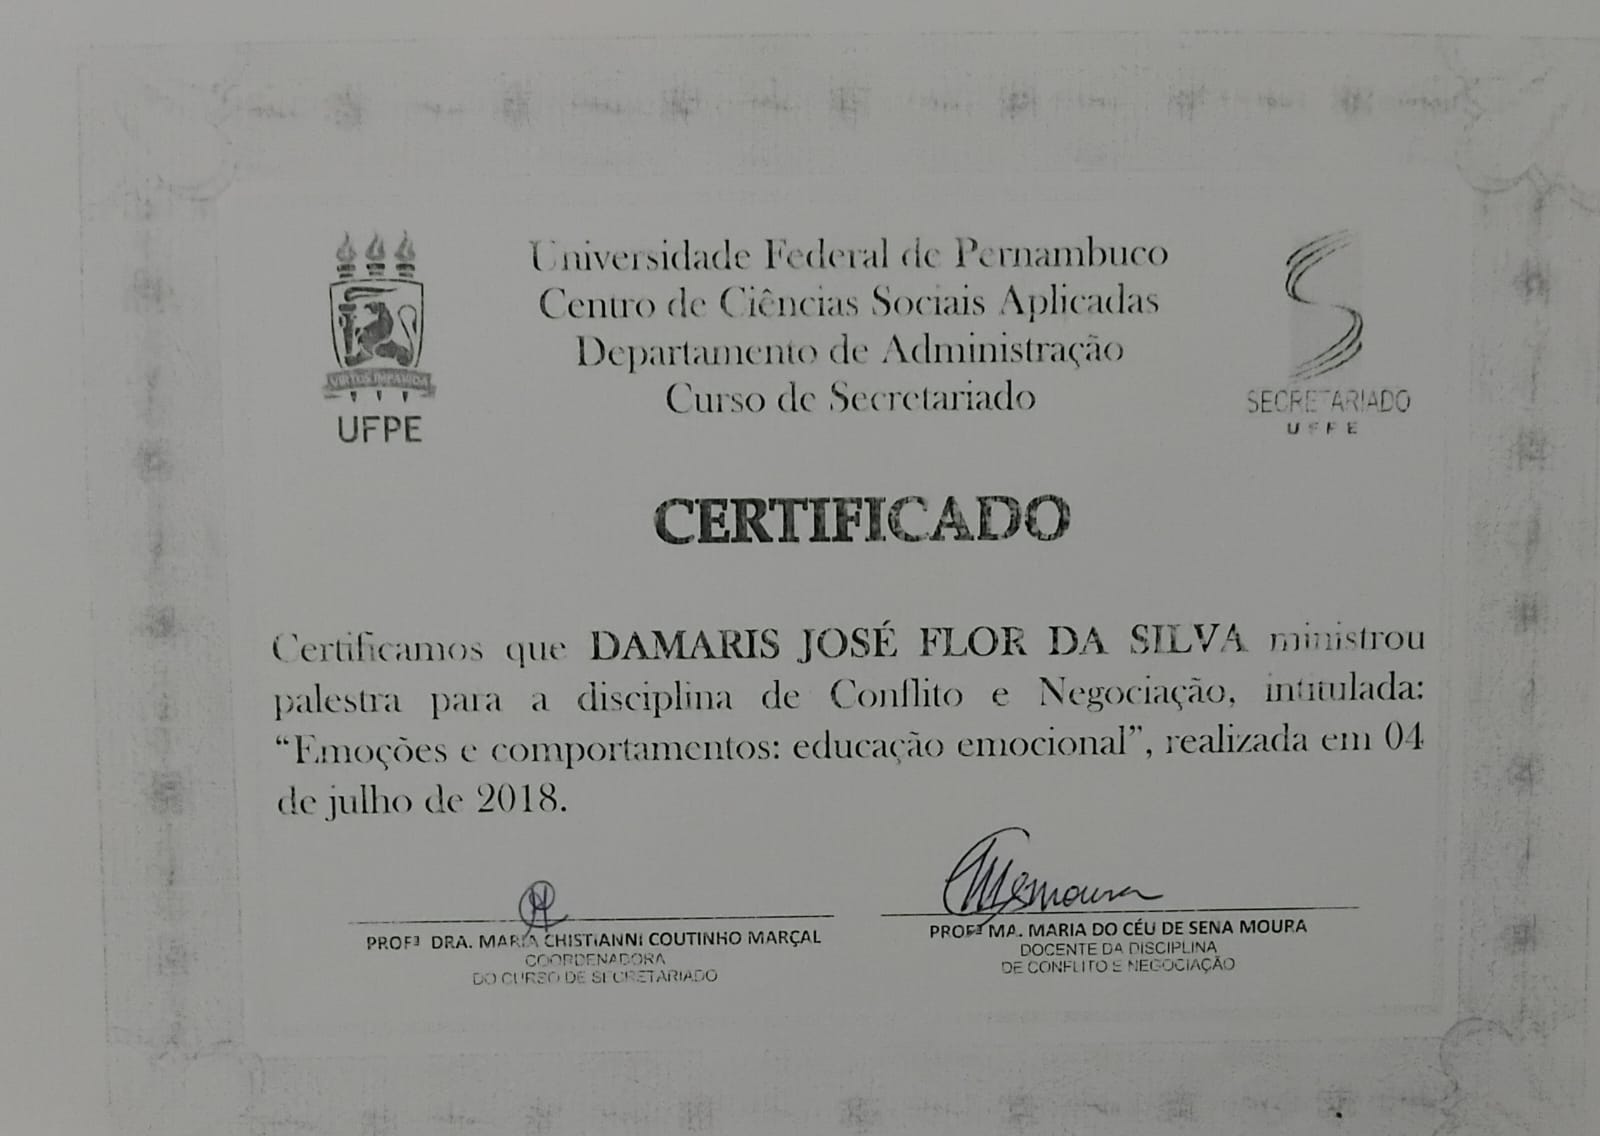 Universidade Federal de Pernambuco
Centro de Ciências Sociais Aplicadas
Departamento de Administração
Curso de Secretariado
VIRTUS IMPAVIDA
UFPE
SECRETARIADO
UFPE
CERTIFICADO
Certificamos que DAMARIS JOSÉ FLOR DA SILVA ministrou
palestra para a disciplina de Conflito e Negociação, intitulada:
“Emoções e comportamentos: educação emocional”, realizada em 04
de julho de 2018.
PROFª DRA. MARIA CHISTIANNI COUTINHO MARÇAL
COORDENADORA
DO CURSO DE SECRETARIADO
PROFª MA. MARIA DO CÉU DE SENA MOURA
DOCENTE DA DISCIPLINA
DE CONFLITO E NEGOCIAÇÃO